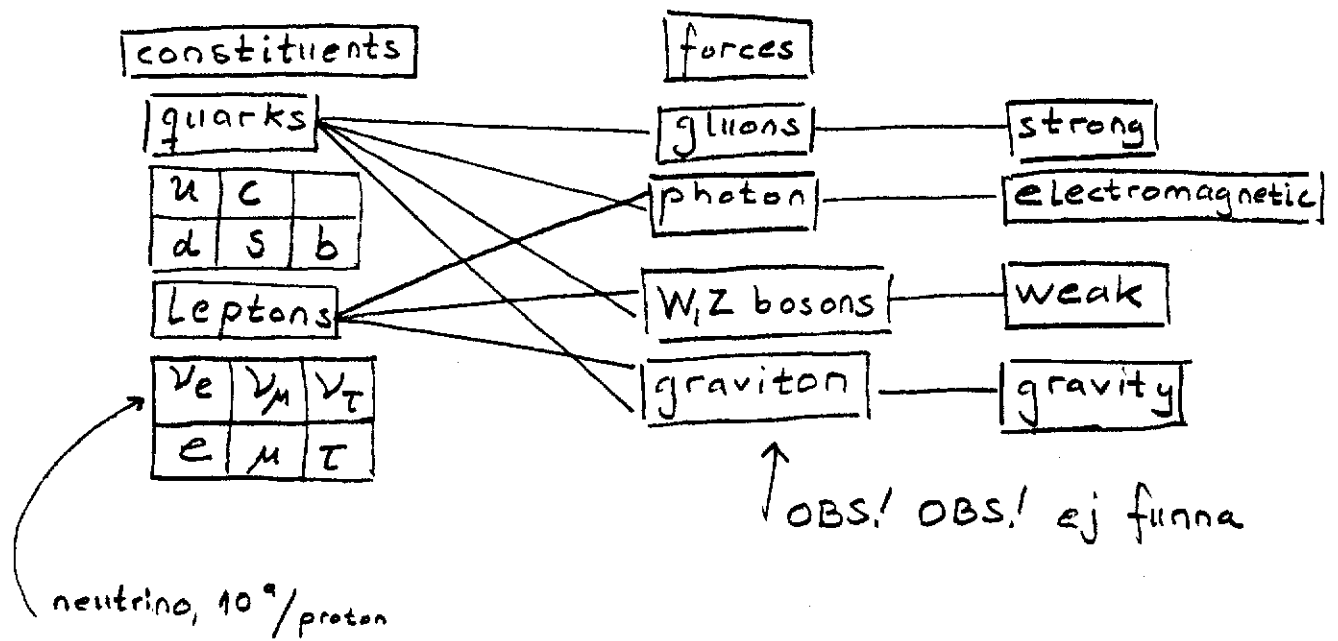 constituents forces
quarks gluons strong
u c photon electromagnetic
d s b
Leptons W,Z bosons weak
νe νμ ντ graviton gravity
e μ τ
OBS! OBS! ej funna
neutrino, 10⁹/proton